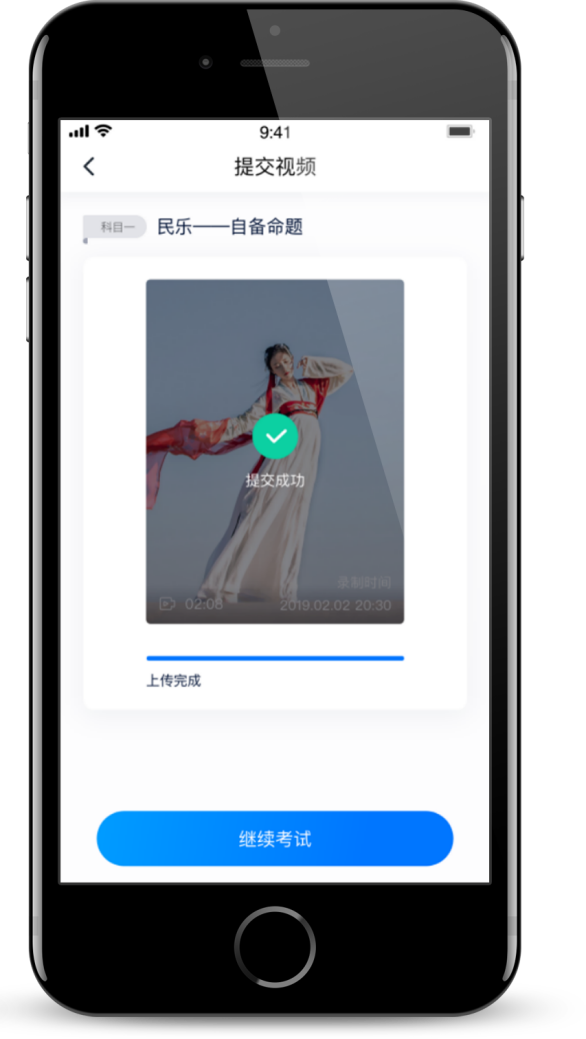 9:41
提交视频
科目一
民乐——自备命题
提交成功
录制时间
02:08
2019.02.02 20:30
上传完成
继续考试